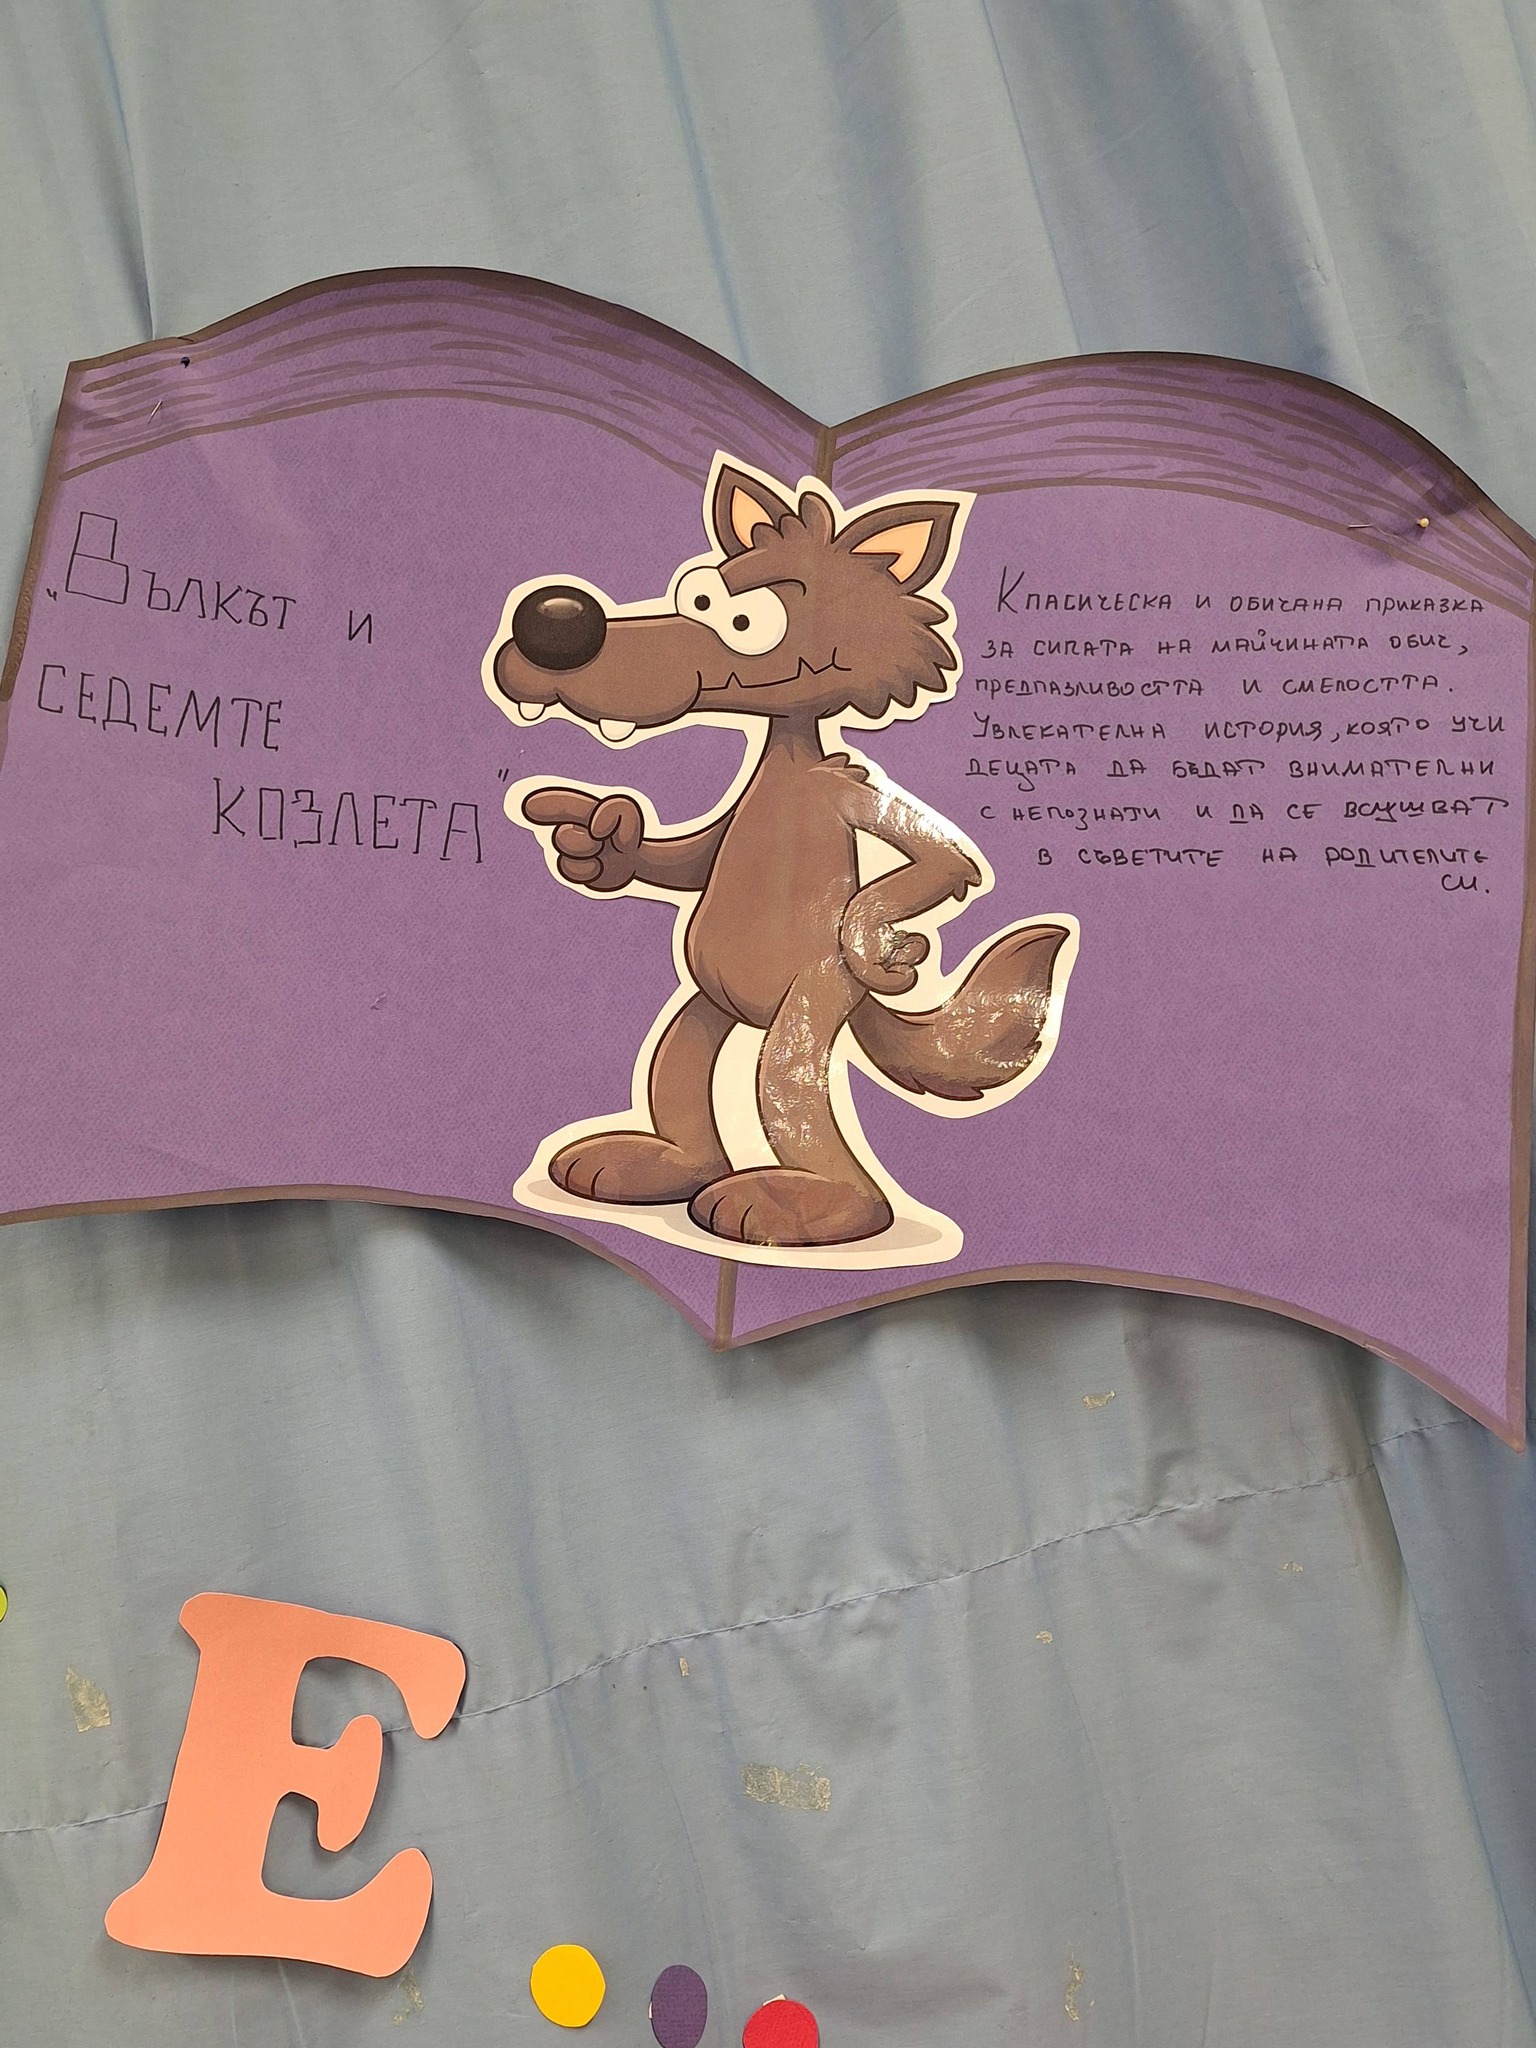 „Вълкът и
седемте
козлета"
Класическа и обичана приказка
за силата на майчината обич,
предпазливостта и смелостта.
Увлекателна история, която учи
децата да бъдат внимателни
с непознати и да се вслушват
в съветите на родителите
си.
Е